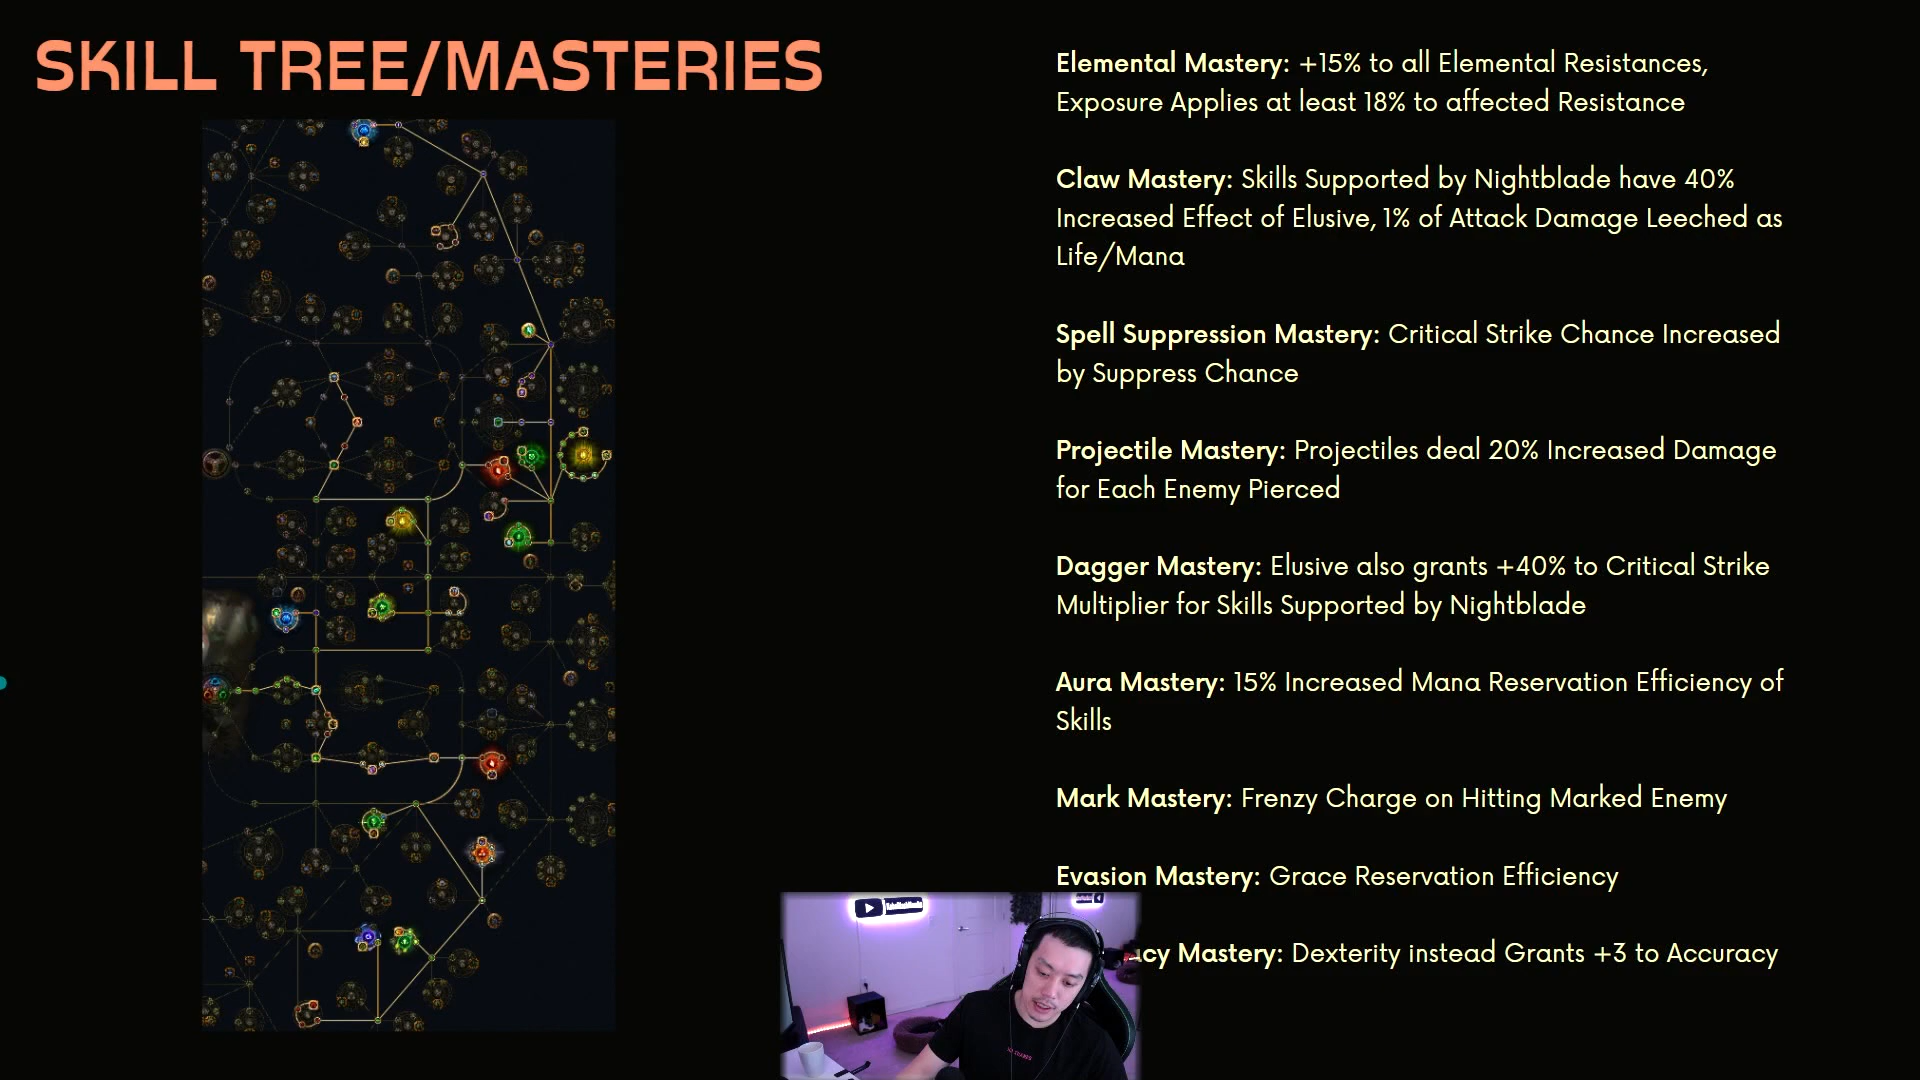 SKILL TREE/MASTERIES
Elemental Mastery: +15% to all Elemental Resistances,
Exposure Applies at least 18% to affected Resistance
Claw Mastery: Skills Supported by Nightblade have 40%
Increased Effect of Elusive, 1% of Attack Damage Leeched as
Life/Mana
Spell Suppression Mastery: Critical Strike Chance Increased
by Suppress Chance
Projectile Mastery: Projectiles deal 20% Increased Damage
for Each Enemy Pierced
Dagger Mastery: Elusive also grants +40% to Critical Strike
Multiplier for Skills Supported by Nightblade
Aura Mastery: 15% Increased Mana Reservation Efficiency of
Skills
Mark Mastery: Frenzy Charge on Hitting Marked Enemy
Evasion Mastery: Grace Reservation Efficiency
cy Mastery: Dexterity instead Grants +3 to Accuracy